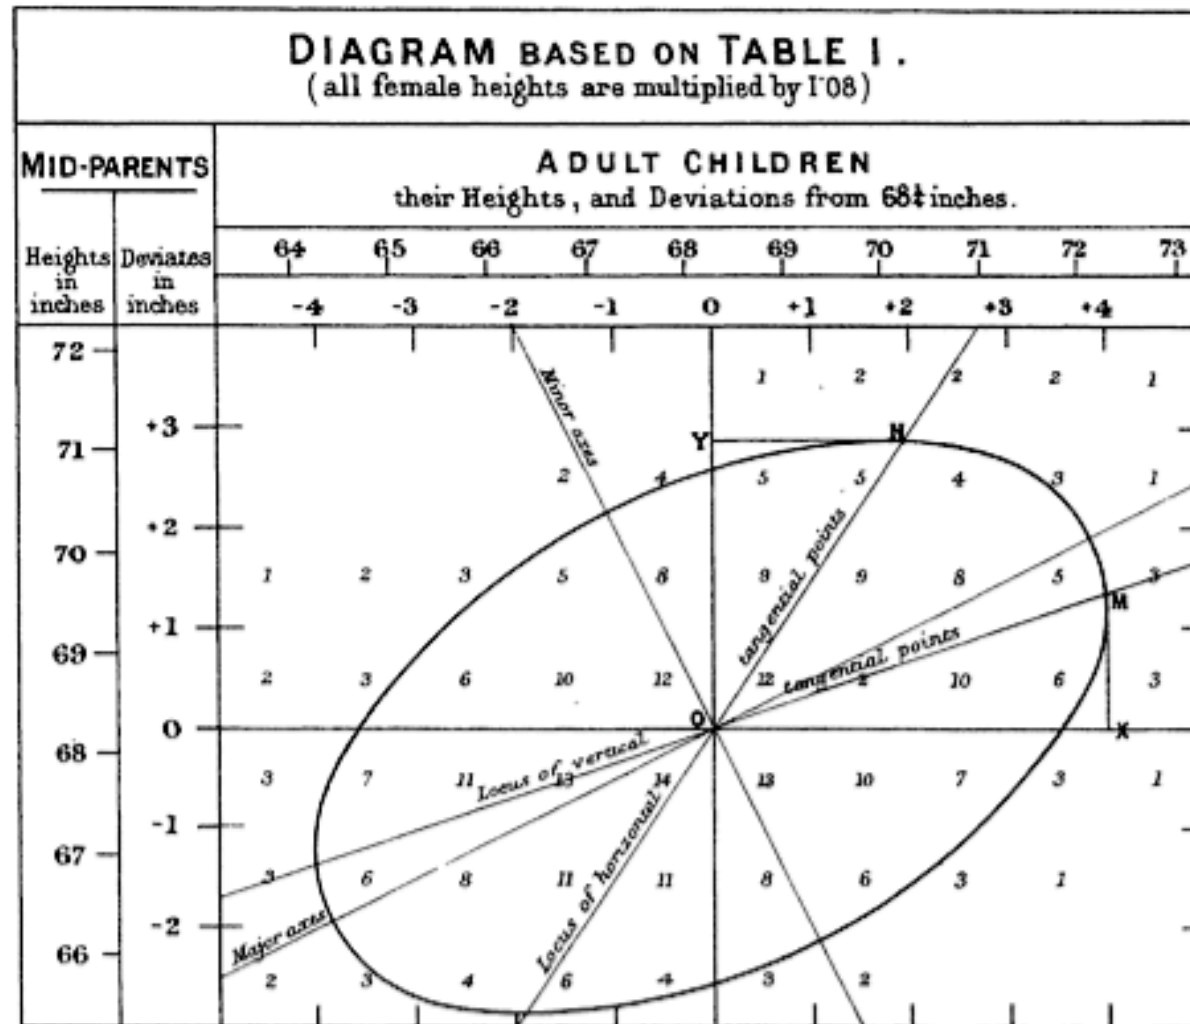 DIAGRAM BASED ON TABLE I.
(all female heights are multiplied by 1·08)
MID-PARENTS
ADULT CHILDREN
their Heights, and Deviations from 68¼ inches.
Heights in inches
Deviates in inches
64 65 66 67 68 69 70 71 72 73
-4 -3 -2 -1 0 +1 +2 +3 +4
72
1 2 2 2 1
Minor axes
+3
Y N
71
2 4 5 5 4 3 1
+2
70
1 2 3 5 8 9 9 8 5 3
tangential points
M
+1
tangential points
69
2 3 6 10 12 12 2 10 6 3
O
0
X
68
Locus of vertical
3 7 11 13 14 13 10 7 3 1
-1
67
Locus of horizontal
3 6 8 11 11 8 6 3 1
-2
Major axes
66
2 3 4 6 4 3 2